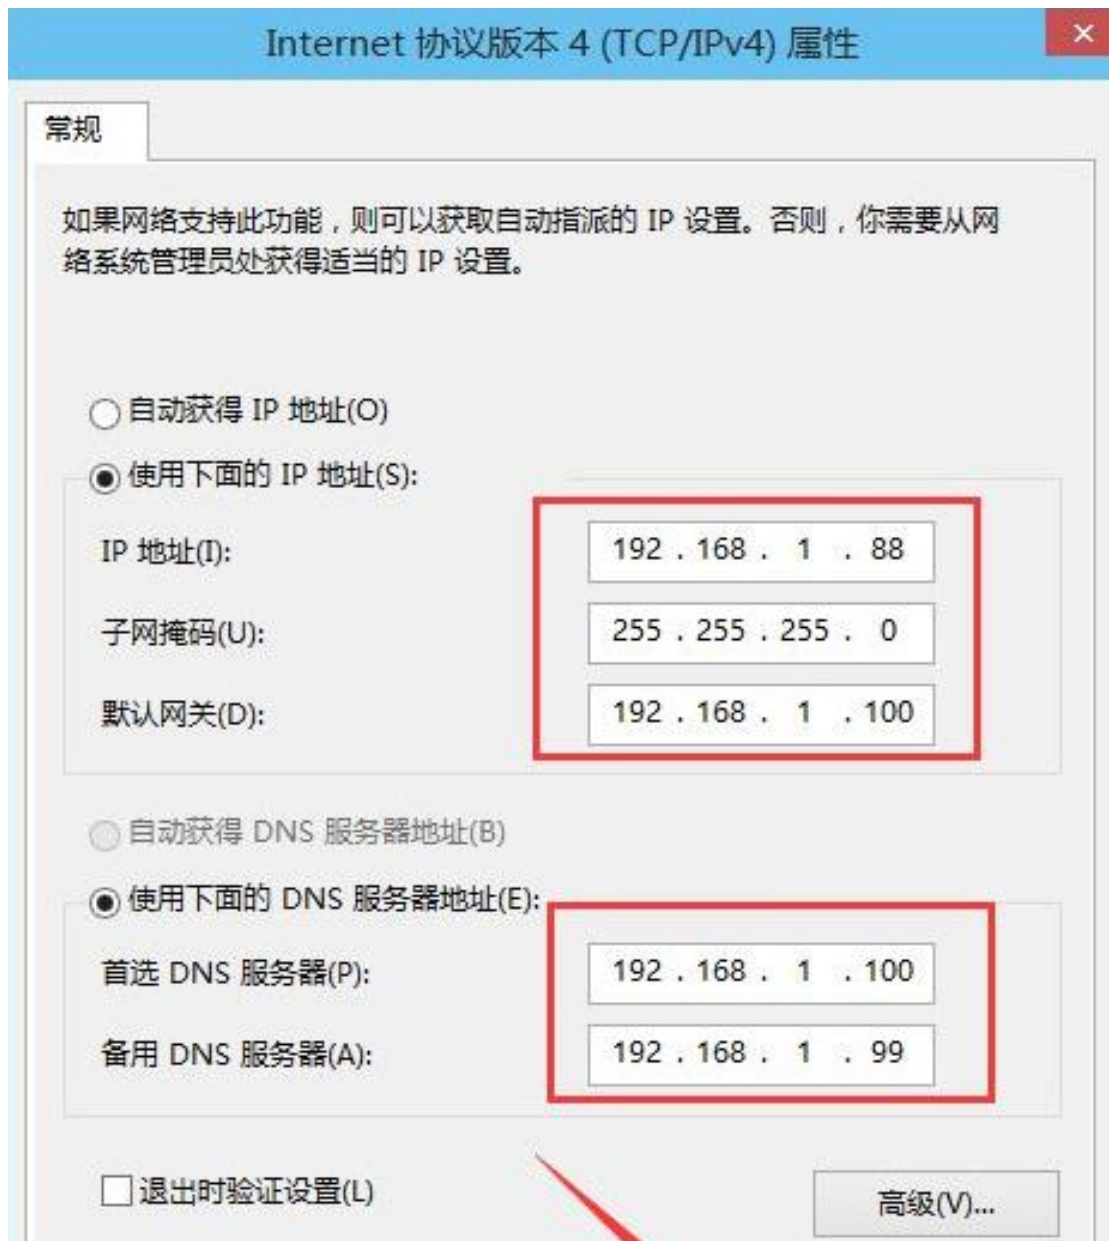 Internet 协议版本 4 (TCP/IPv4) 属性
常规
如果网络支持此功能，则可以获取自动指派的 IP 设置。否则，你需要从网
络系统管理员处获得适当的 IP 设置。
自动获得 IP 地址(O)
使用下面的 IP 地址(S):
IP 地址(I): 192 . 168 . 1 . 88
子网掩码(U): 255 . 255 . 255 . 0
默认网关(D): 192 . 168 . 1 . 100
自动获得 DNS 服务器地址(B)
使用下面的 DNS 服务器地址(E):
首选 DNS 服务器(P): 192 . 168 . 1 . 100
备用 DNS 服务器(A): 192 . 168 . 1 . 99
退出时验证设置(L)
高级(V)...